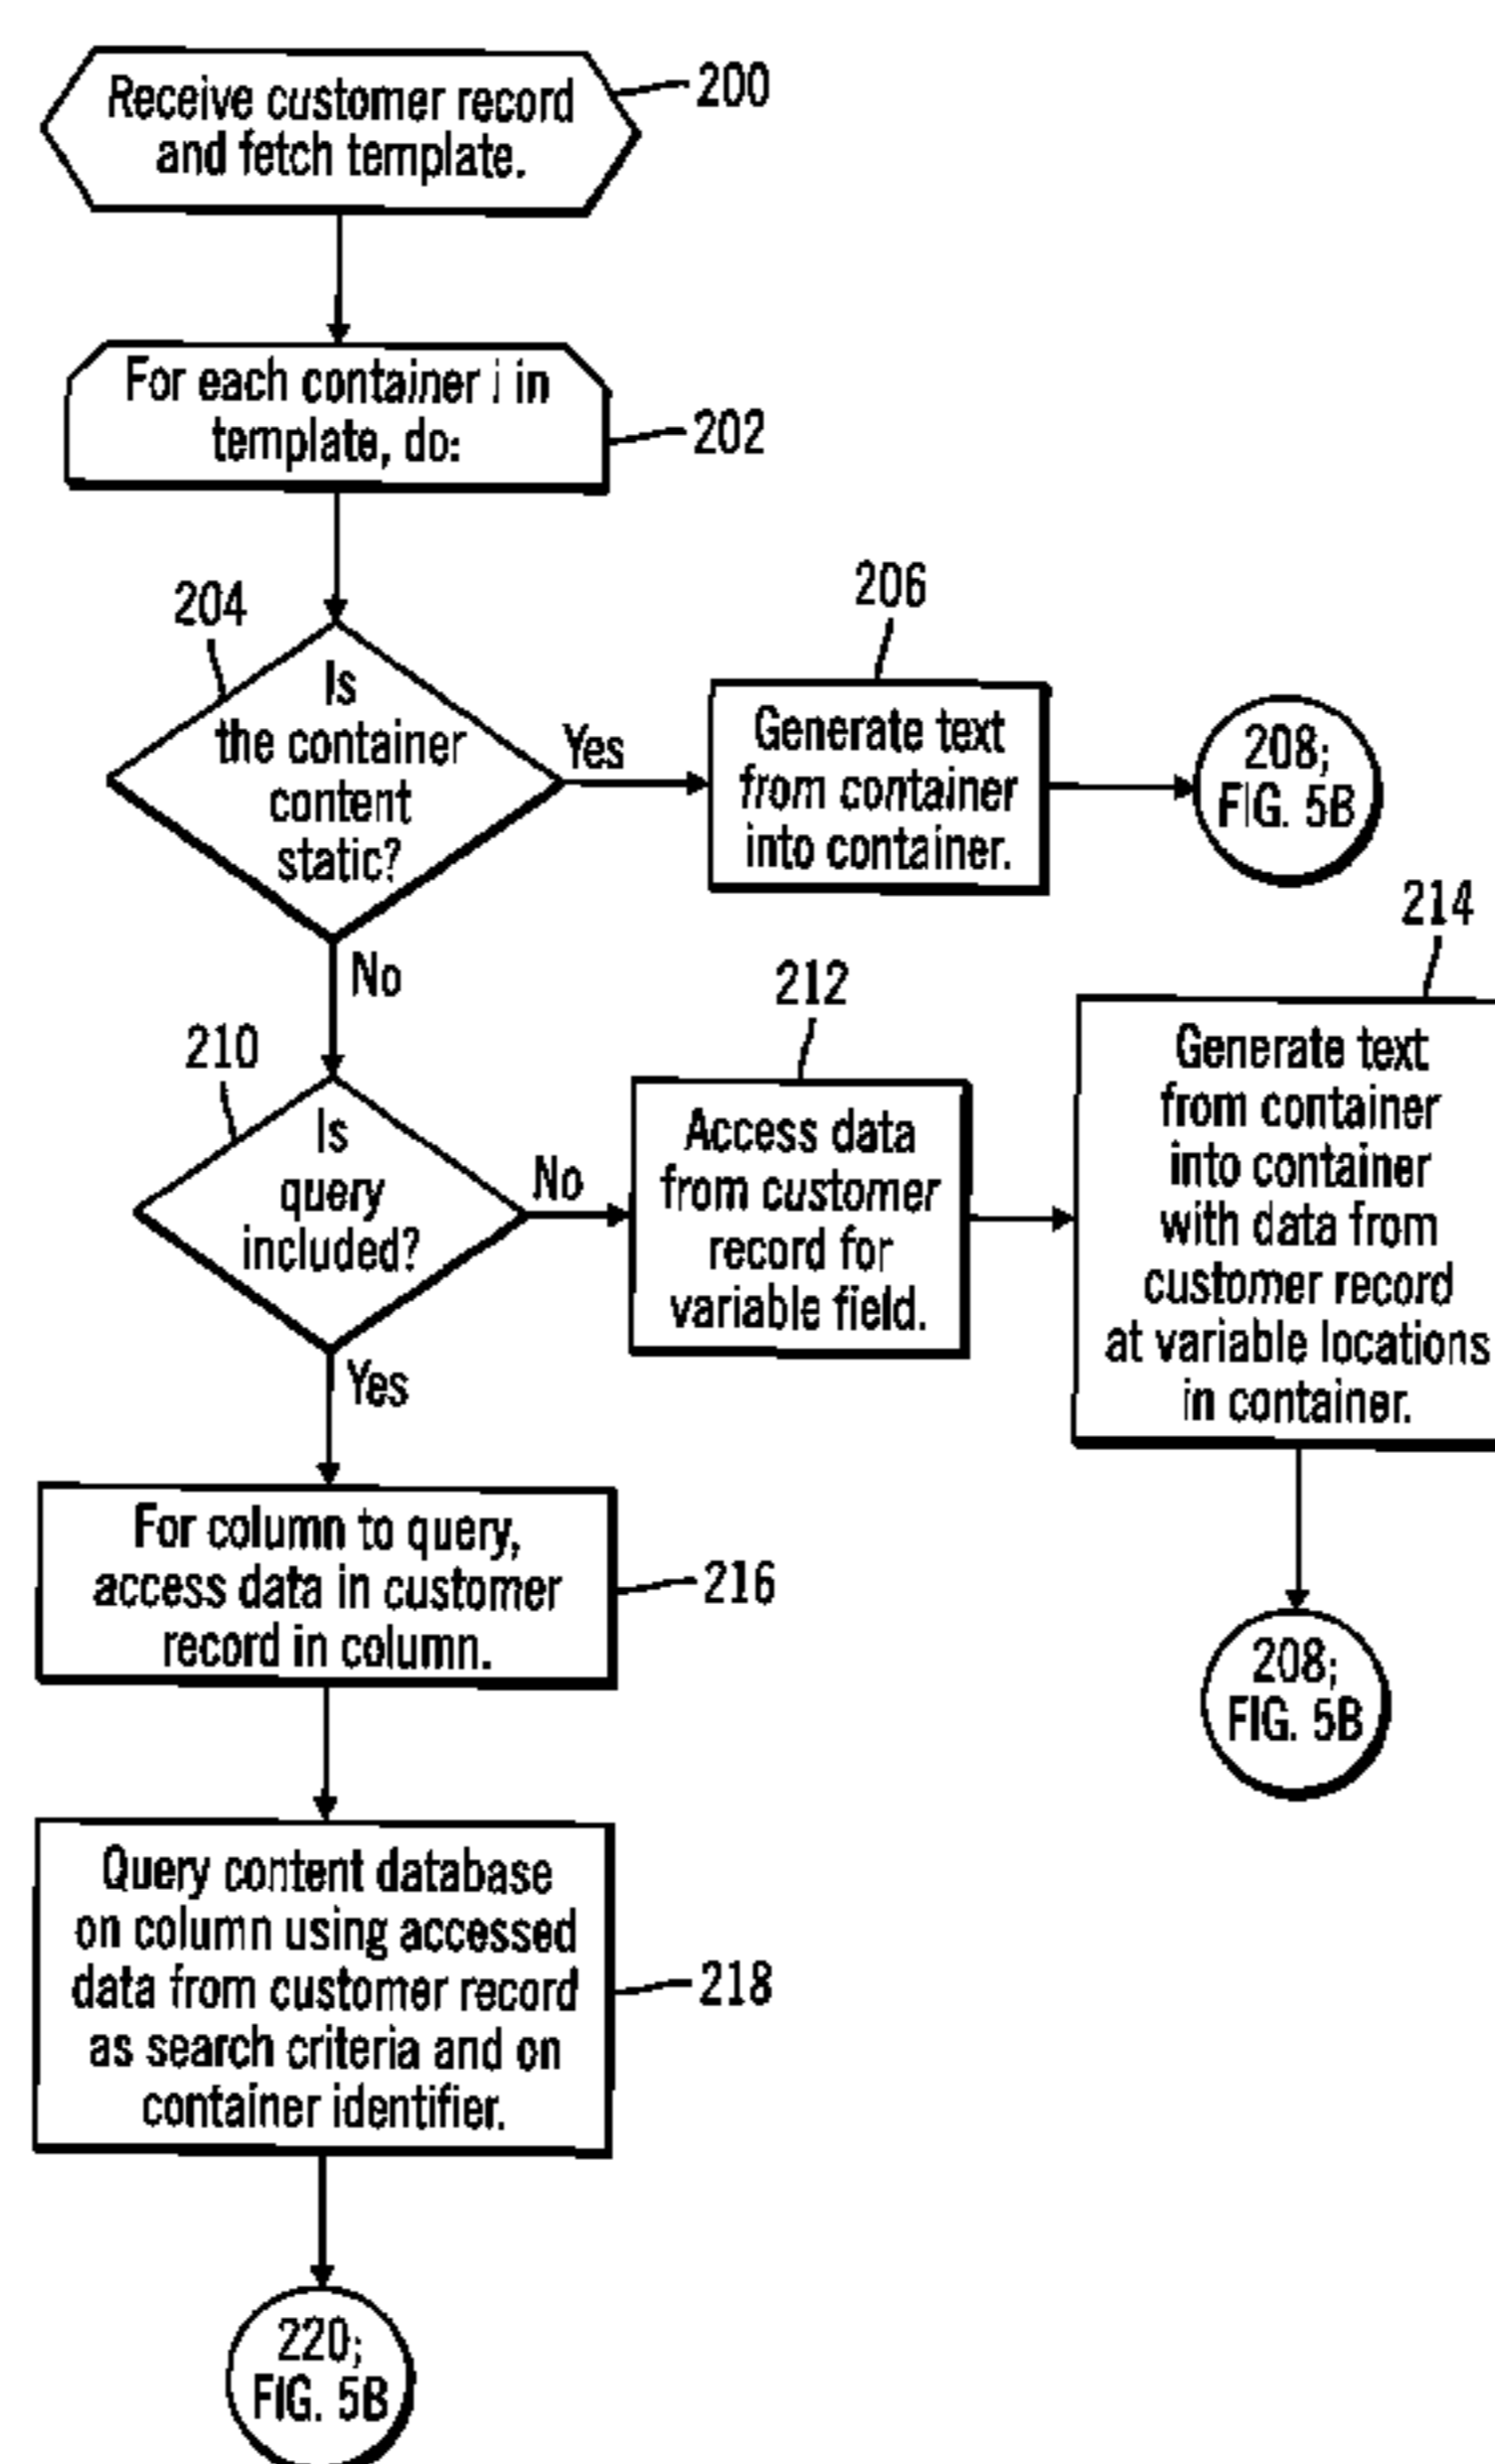 Receive customer record
and fetch template.
200
For each container i in
template, do:
202
204
Is
the container
content
static?
Yes
No
206
Generate text
from container
into container.
208;
FIG. 5B
210
Is
query
included?
No
Yes
212
Access data
from customer
record for
variable field.
214
Generate text
from container
into container
with data from
customer record
at variable locations
in container.
208;
FIG. 5B
For column to query,
access data in customer
record in column.
216
Query content database
on column using accessed
data from customer record
as search criteria and on
container identifier.
218
220;
FIG. 5B